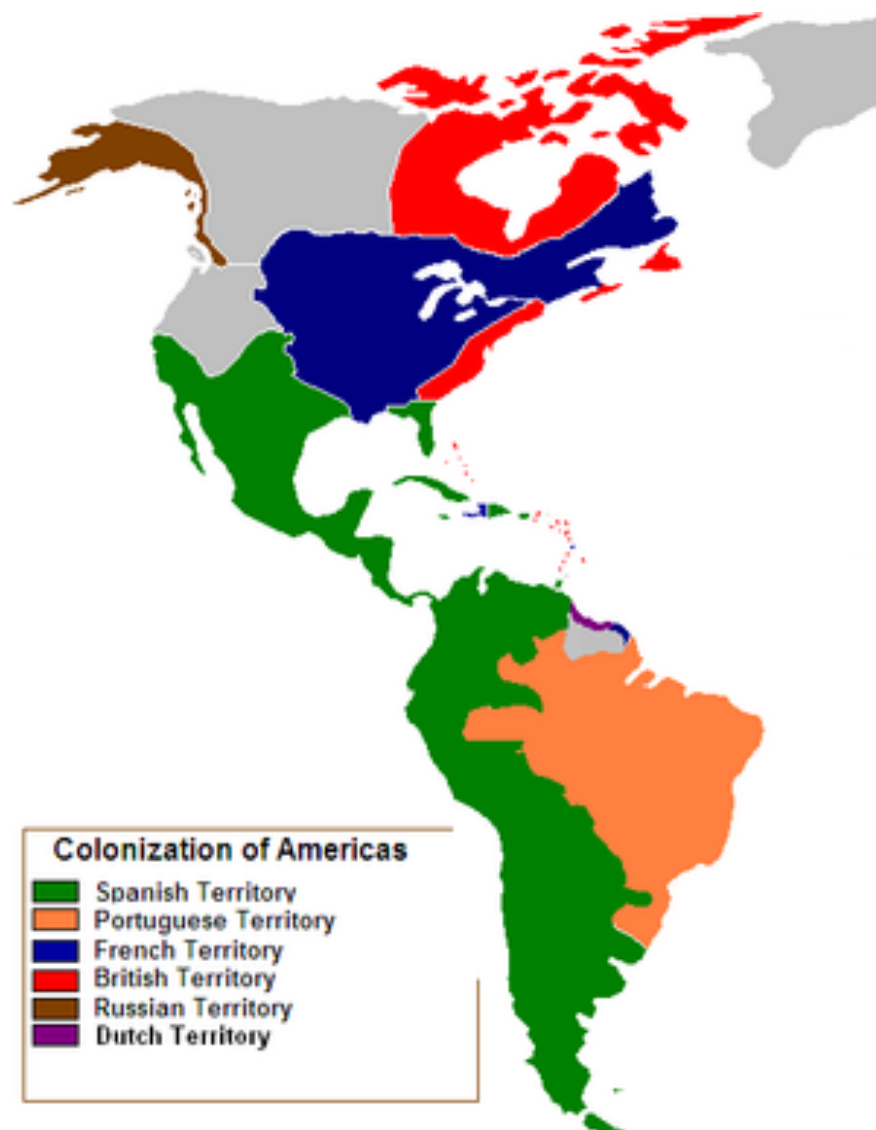 Colonization of Americas
Spanish Territory
Portuguese Territory
French Territory
British Territory
Russian Territory
Dutch Territory